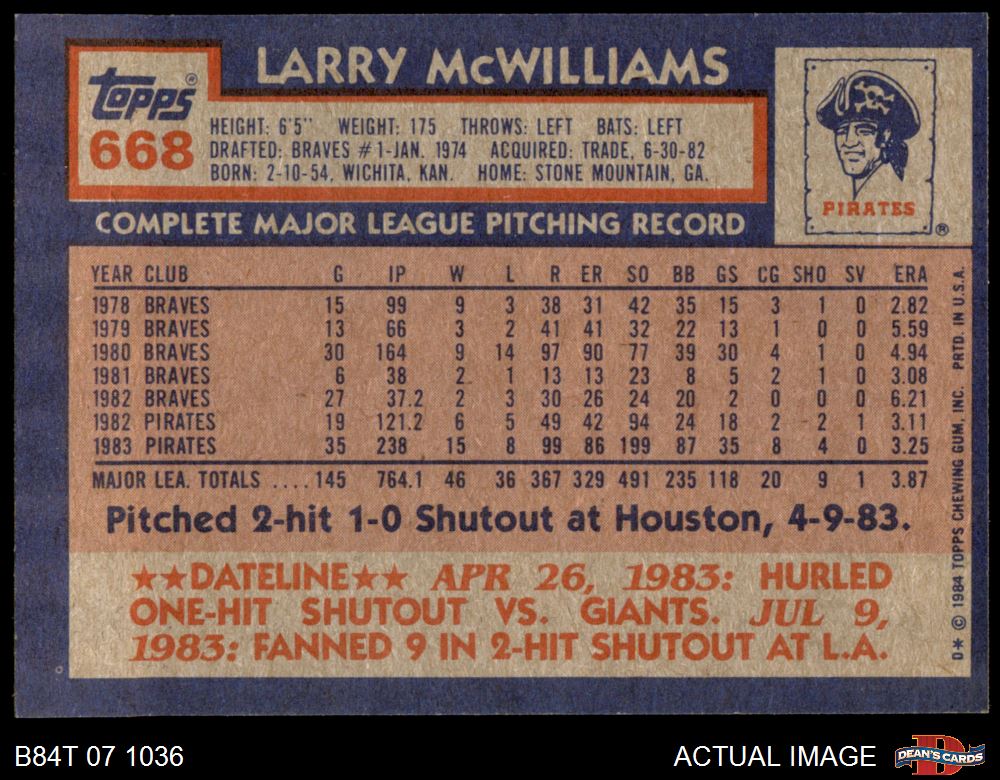 LARRY McWILLIAMS
Topps®
668
HEIGHT: 6'5" WEIGHT: 175 THROWS: LEFT BATS: LEFT
DRAFTED: BRAVES #1-JAN. 1974 ACQUIRED: TRADE, 6-30-82
BORN: 2-10-54, WICHITA, KAN. HOME: STONE MOUNTAIN, GA.
PIRATES ®
COMPLETE MAJOR LEAGUE PITCHING RECORD
YEAR CLUB G IP W L R ER SO BB GS CG SHO SV ERA
1978 BRAVES 15 99 9 3 38 31 42 35 15 3 1 0 2.82
1979 BRAVES 13 66 3 2 41 41 32 22 13 1 0 0 5.59
1980 BRAVES 30 164 9 14 97 90 77 39 30 4 1 0 4.94
1981 BRAVES 6 38 2 1 13 13 23 8 5 2 1 0 3.08
1982 BRAVES 27 37.2 2 3 30 26 24 20 2 0 0 0 6.21
1982 PIRATES 19 121.2 6 5 49 42 94 24 18 2 2 1 3.11
1983 PIRATES 35 238 15 8 99 86 199 87 35 8 4 0 3.25
MAJOR LEA. TOTALS ....145 764.1 46 36 367 329 491 235 118 20 9 1 3.87
Pitched 2-hit 1-0 Shutout at Houston, 4-9-83.
★★DATELINE★★ APR 26, 1983: HURLED
ONE-HIT SHUTOUT VS. GIANTS. JUL 9,
1983: FANNED 9 IN 2-HIT SHUTOUT AT L.A.
D* © 1984 TOPPS CHEWING GUM, INC. PRTD. IN U.S.A.
B84T 07 1036
ACTUAL IMAGE
DEAN'S CARDS